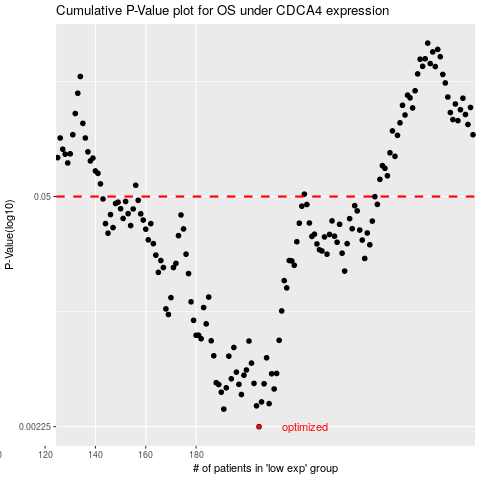 Cumulative P-Value plot for OS under CDCA4 expression
P-Value(log10)
0.05
0.00225
optimized
0 120 140 160 180
# of patients in 'low exp' group